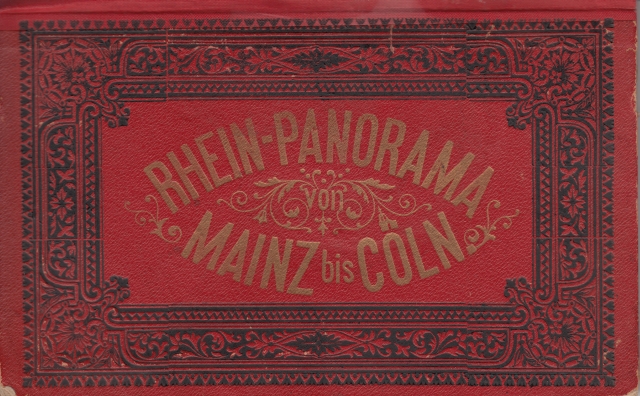 RHEIN-PANORAMA
von
MAINZ bis CÖLN.